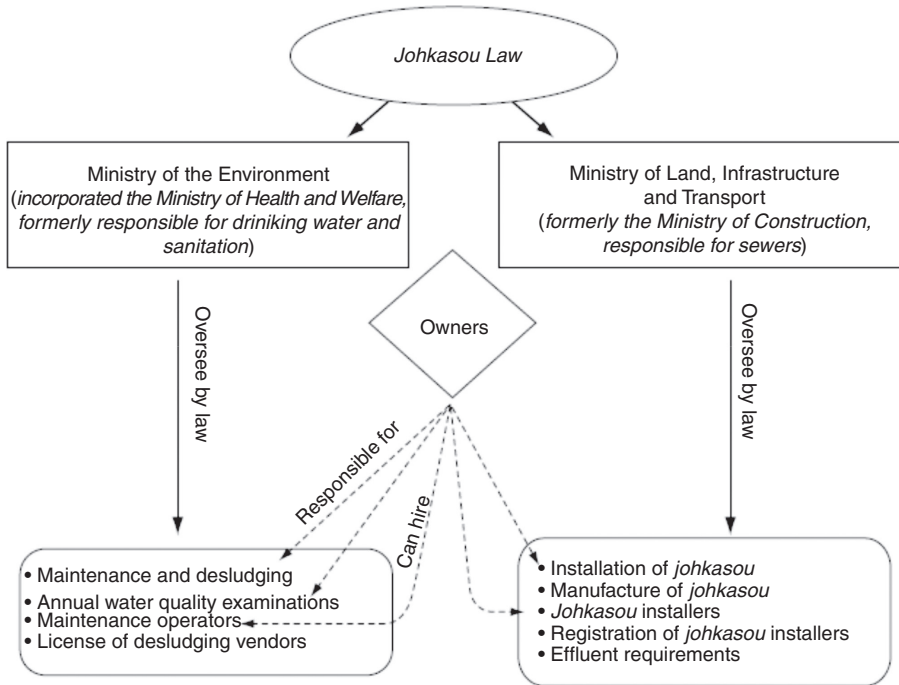 Johkasou Law
Ministry of the Environment
(incorporated the Ministry of Health and Welfare,
formerly responsible for driniking water and
sanitation)
Ministry of Land, Infrastructure
and Transport
(formerly the Ministry of Construction,
responsible for sewers)
Owners
Oversee by law
Oversee by law
Responsible for
Can hire
• Maintenance and desludging
• Annual water quality examinations
• Maintenance operators
• License of desludging vendors
• Installation of johkasou
• Manufacture of johkasou
• Johkasou installers
• Registration of johkasou installers
• Effluent requirements